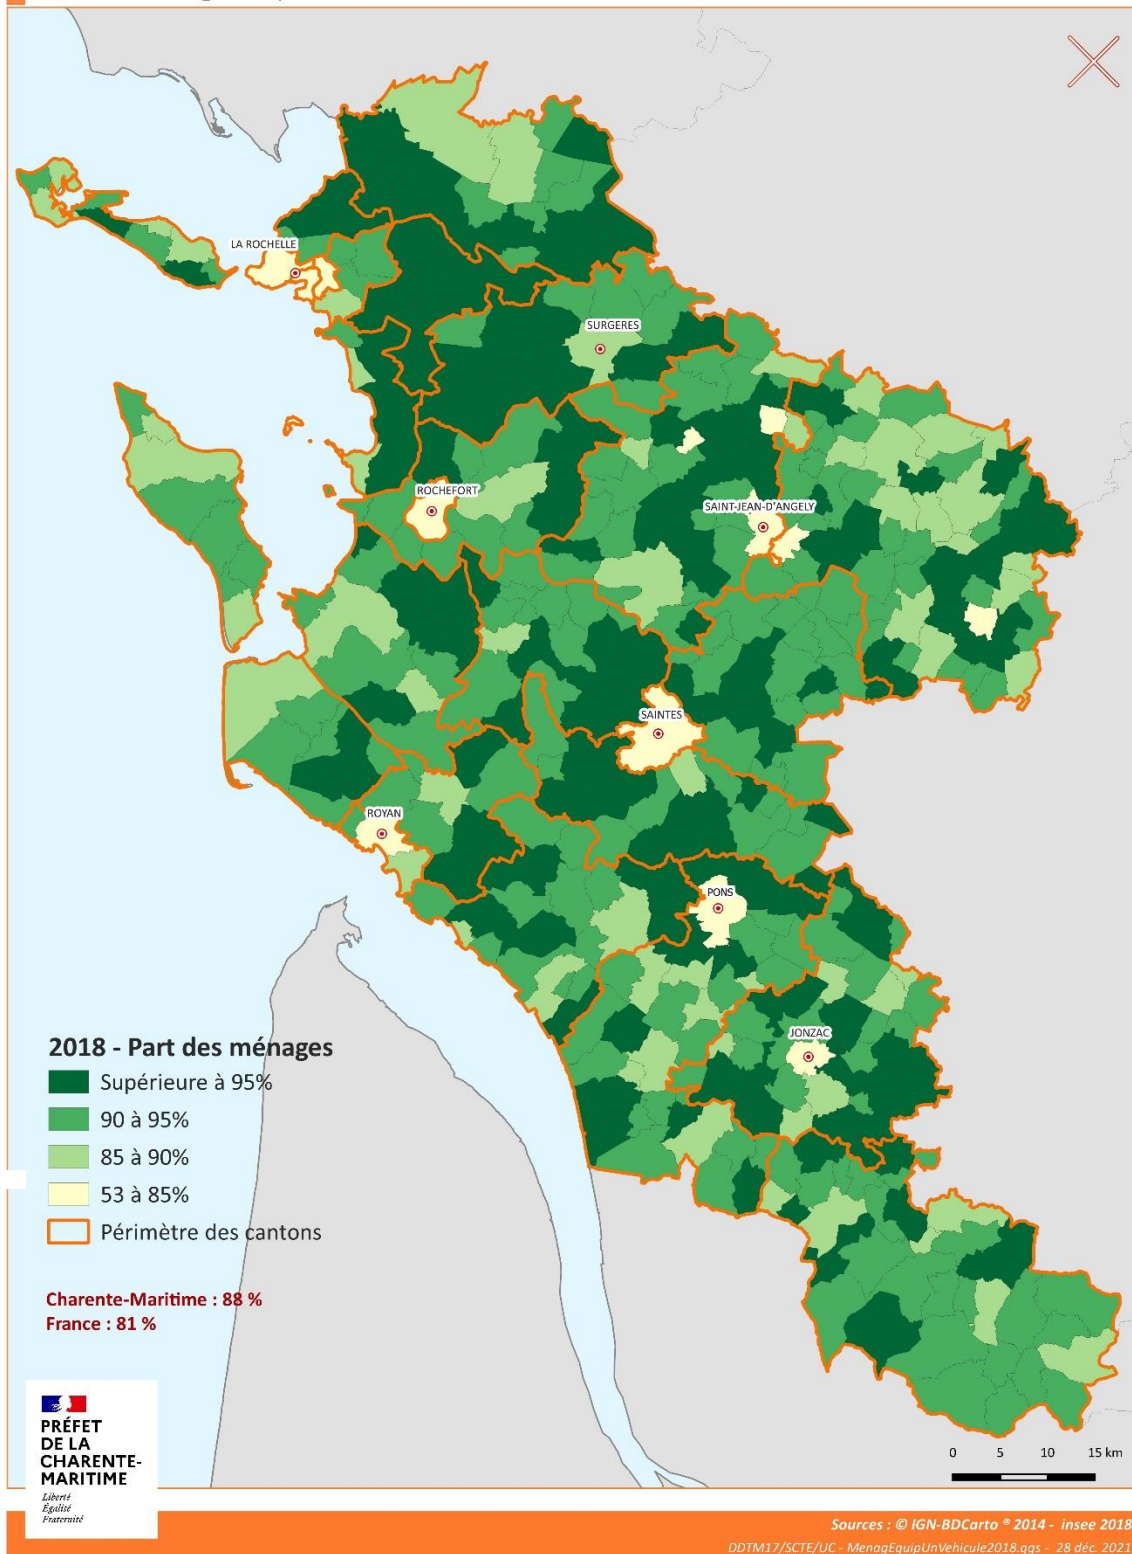 LA ROCHELLE
SURGERES
ROCHEFORT
SAINT-JEAN-D'ANGELY
SAINTES
ROYAN
PONS
JONZAC
2018 - Part des ménages
Supérieure à 95%
90 à 95%
85 à 90%
53 à 85%
Périmètre des cantons
Charente-Maritime : 88 %
France : 81 %
PRÉFET
DE LA
CHARENTE-
MARITIME
Liberté
Égalité
Fraternité
0 5 10 15 km
Sources : © IGN-BDCarto ® 2014 - insee 2018
DDTM17/SCTE/UC - MenagEquipUnVehicule2018.qgs - 28 déc. 2021